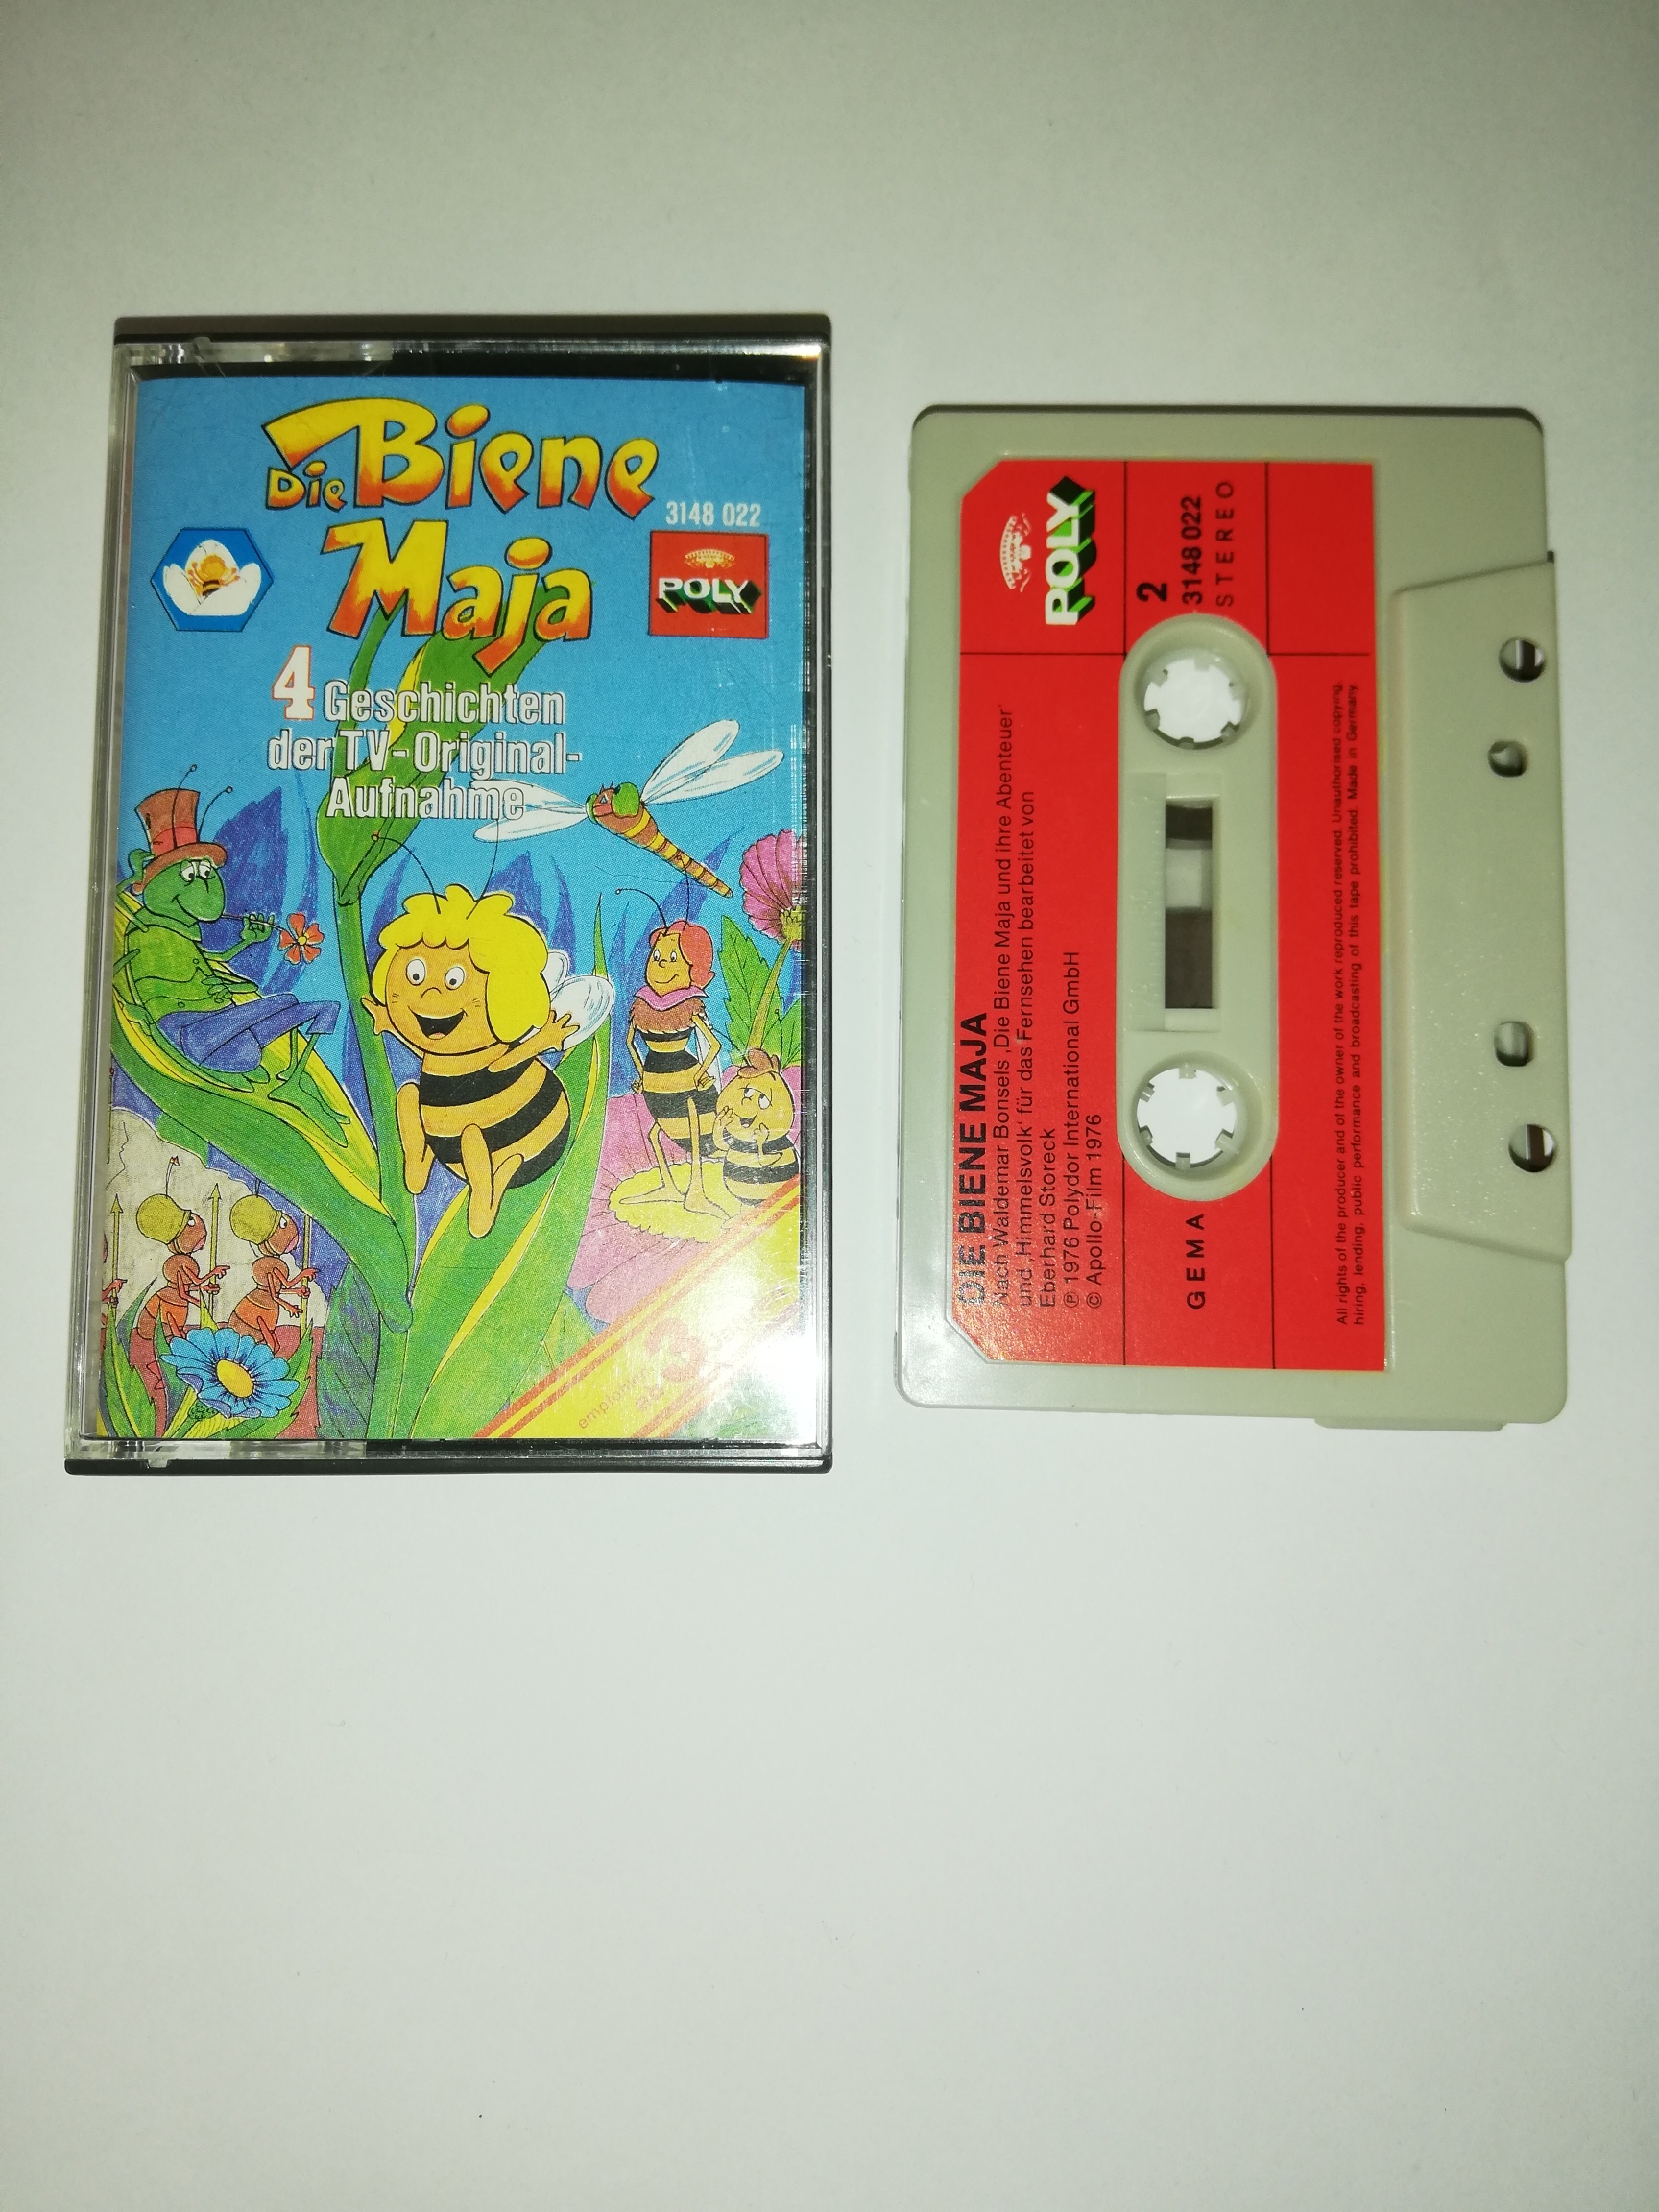 Die Biene
Maja
3148 022
POLY
4 Geschichten
der TV-Original-
Aufnahme
empfohlen
ab 3
POLY
2
3148 022
STEREO
DIE BIENE MAJA
Nach Waldemar Bonsels ‚Die Biene Maja und ihre Abenteuer‘
und ‚Himmelsvolk‘ für das Fernsehen bearbeitet von
Eberhard Storeck
℗ 1976 Polydor International GmbH
© Apollo-Film 1976
GEMA
All rights of the producer and of the owner of the work reproduced reserved. Unauthorised copying,
hiring, lending, public performance and broadcasting of this tape prohibited. Made in Germany.